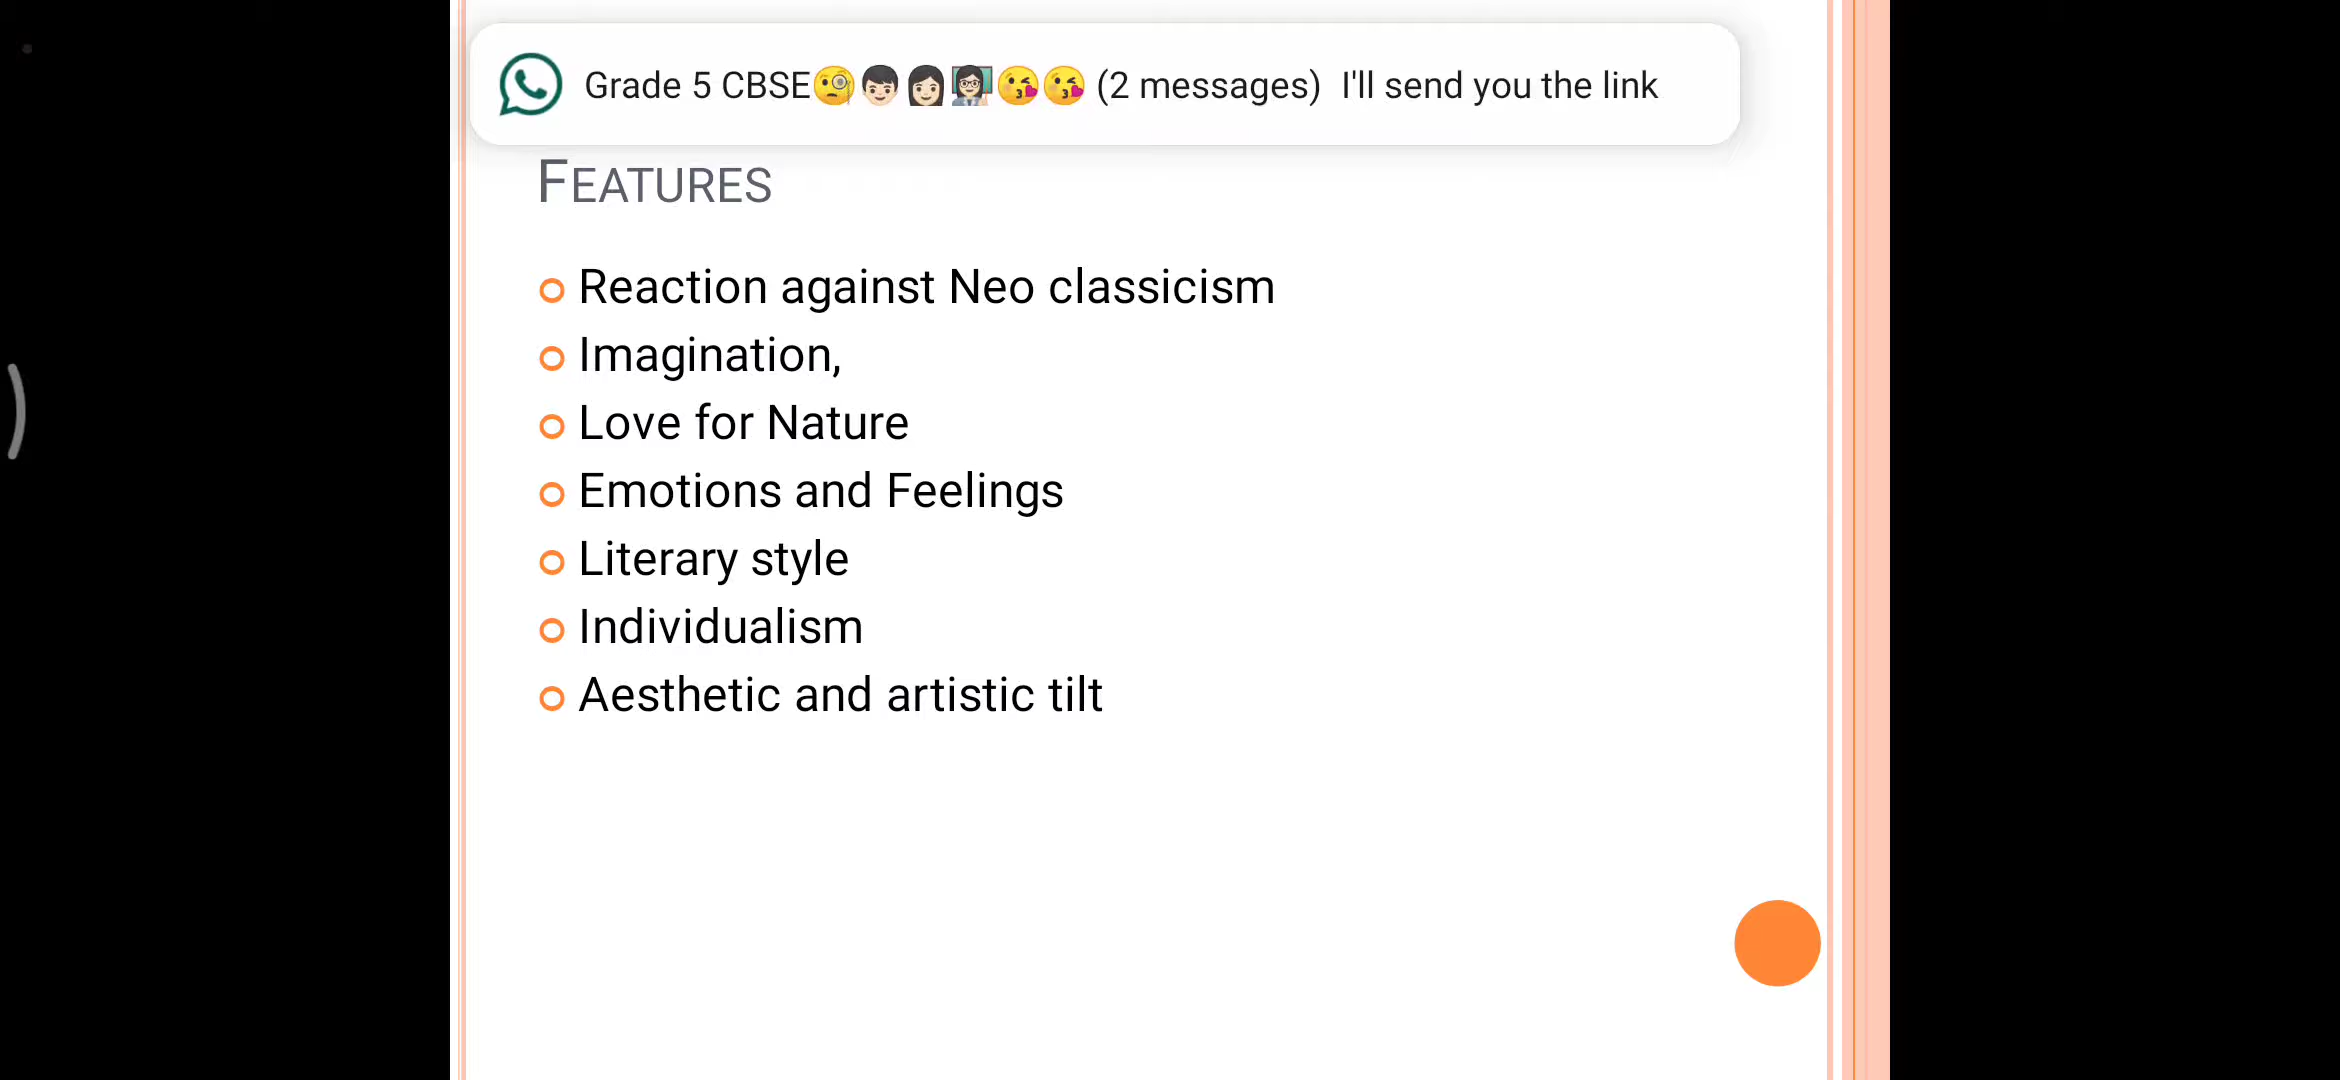 Grade 5 CBSE🧐👦🏻👩🏻👩🏻‍🏫😘😘 (2 messages) I'll send you the link
FEATURES
Reaction against Neo classicism
Imagination,
Love for Nature
Emotions and Feelings
Literary style
Individualism
Aesthetic and artistic tilt